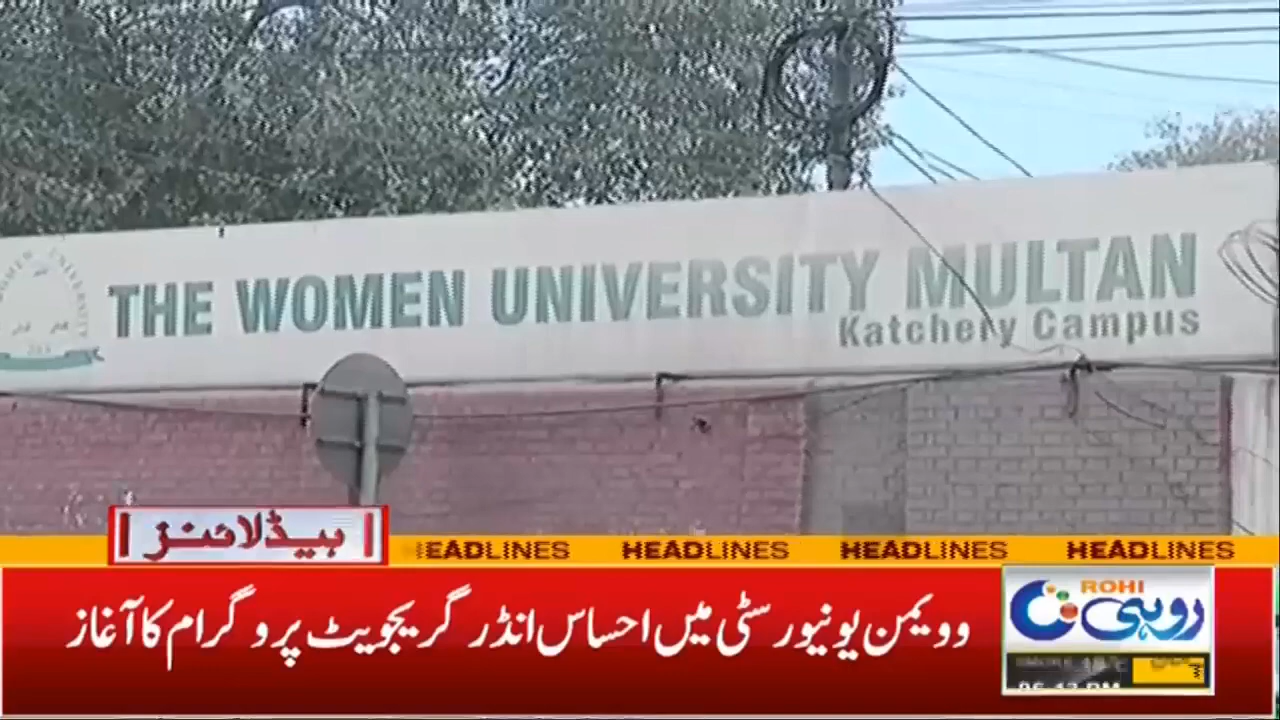 THE WOMEN UNIVERSITY MULTAN
Katchery Campus
ہیڈلائنز
HEADLINES HEADLINES HEADLINES HEADLINES
وویمن یونیورسٹی میں احساس انڈر گریجویٹ پروگرام کا آغاز
ROHI
روہی